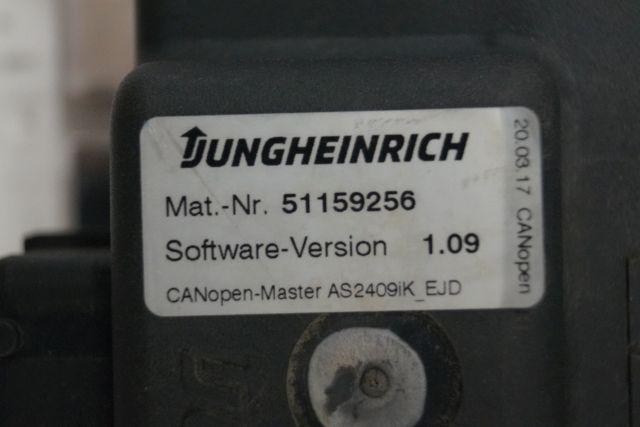 JUNGHEINRICH
Mat.-Nr. 51159256
Software-Version 1.09
CANopen-Master AS2409iK_EJD
20.03.17 CANopen